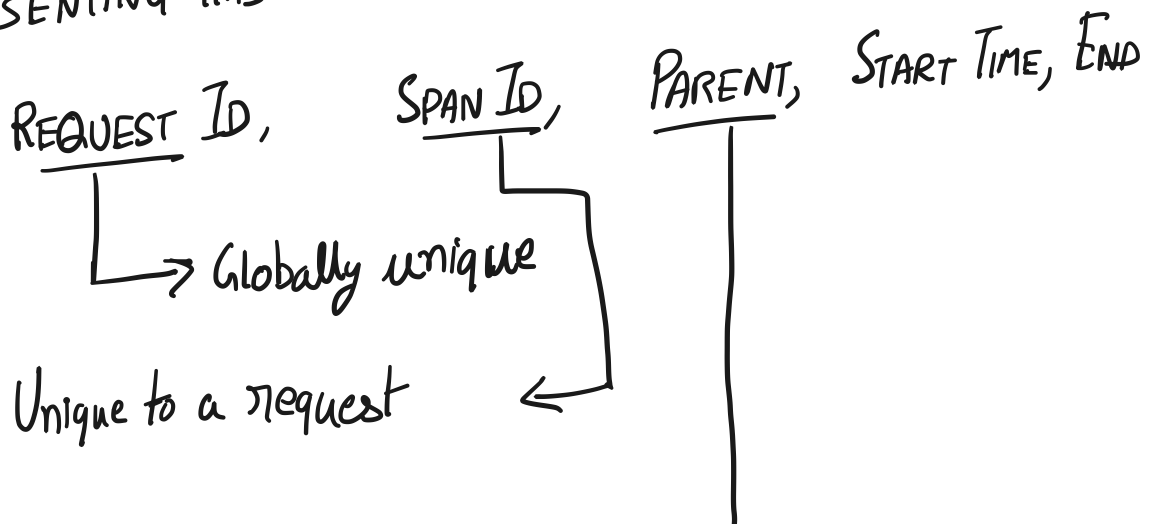 REQUEST ID, SPAN ID, PARENT, START TIME, END
Globally unique
Unique to a request